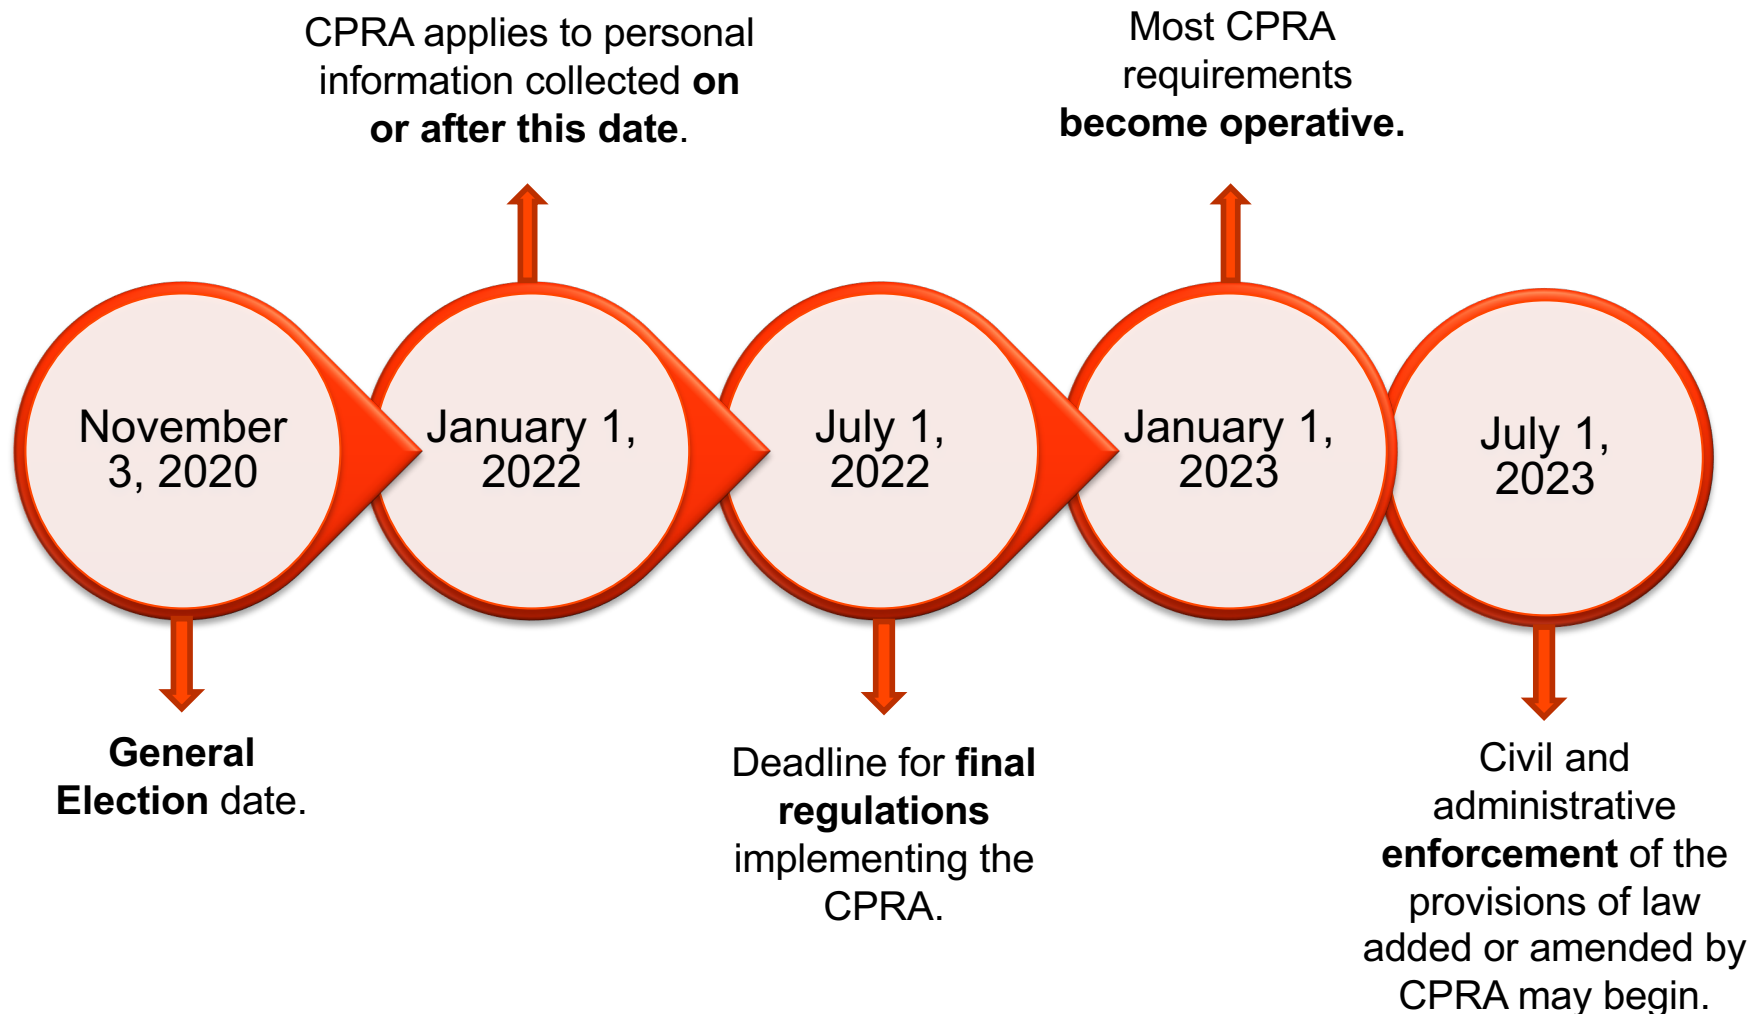 CPRA applies to personal
information collected on
or after this date.
Most CPRA
requirements
become operative.
November
3, 2020
January 1,
2022
July 1,
2022
January 1,
2023
July 1,
2023
General
Election date.
Deadline for final
regulations
implementing the
CPRA.
Civil and
administrative
enforcement of the
provisions of law
added or amended by
CPRA may begin.